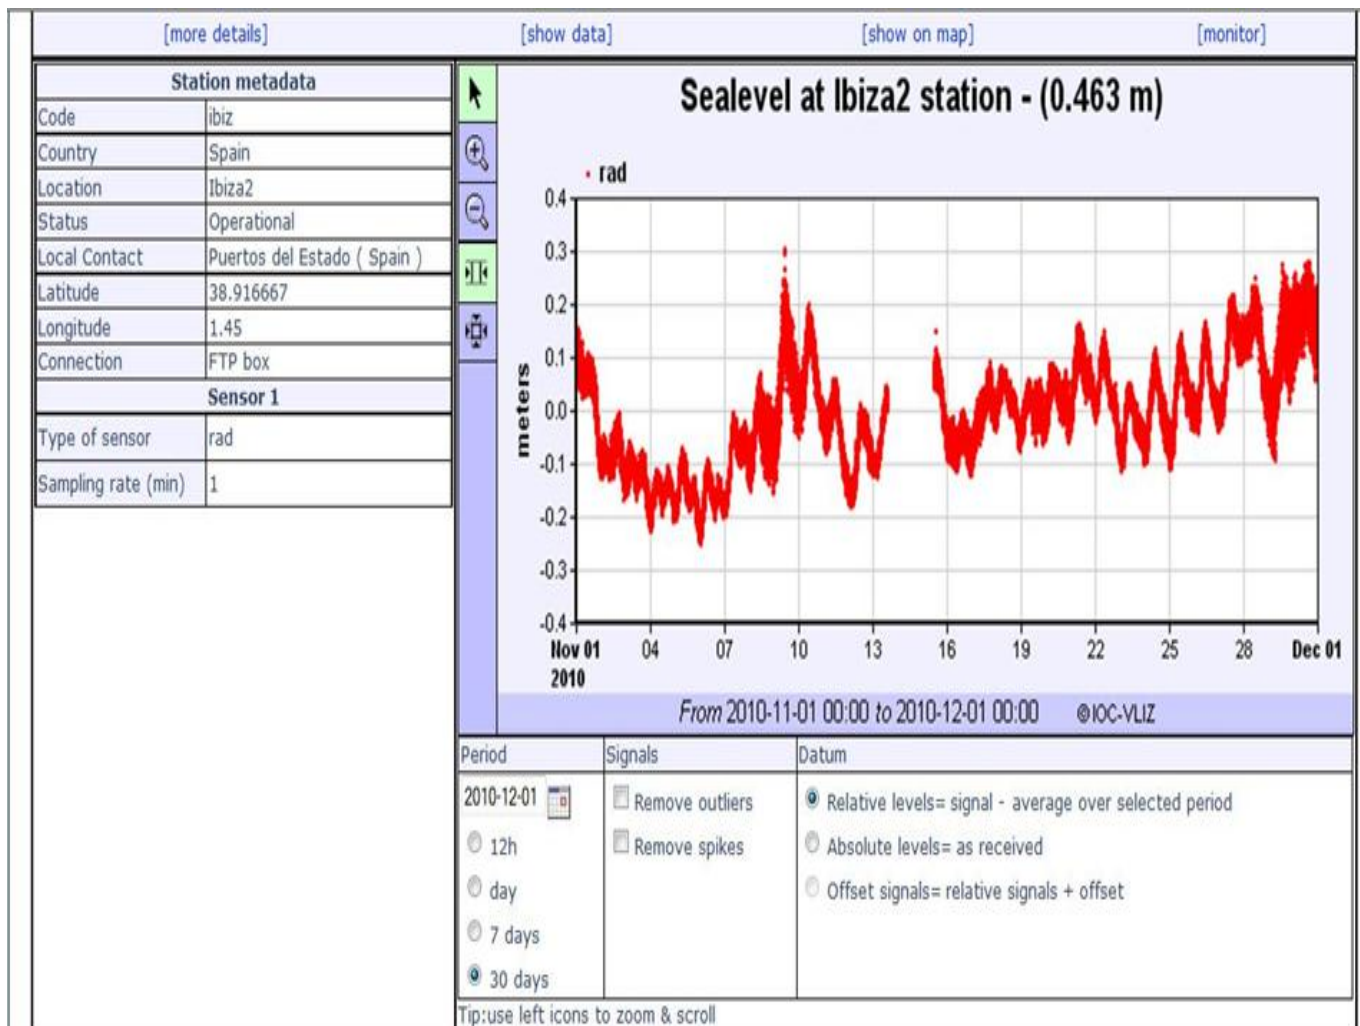 [more details] [show data] [show on map] [monitor]
Station metadata
Code ibiz
Country Spain
Location Ibiza2
Status Operational
Local Contact Puertos del Estado ( Spain )
Latitude 38.916667
Longitude 1.45
Connection FTP box
Sensor 1
Type of sensor rad
Sampling rate (min) 1
Sealevel at Ibiza2 station - (0.463 m)
rad
0.4
0.3
0.2
0.1
0.0
-0.1
-0.2
-0.3
-0.4
meters
Nov 01 04 07 10 13 16 19 22 25 28 Dec 01
2010
From 2010-11-01 00:00 to 2010-12-01 00:00 ©IOC-VLIZ
Period Signals Datum
2010-12-01 Remove outliers Relative levels= signal - average over selected period
12h Remove spikes Absolute levels= as received
day Offset signals= relative signals + offset
7 days
30 days
Tip:use left icons to zoom & scroll